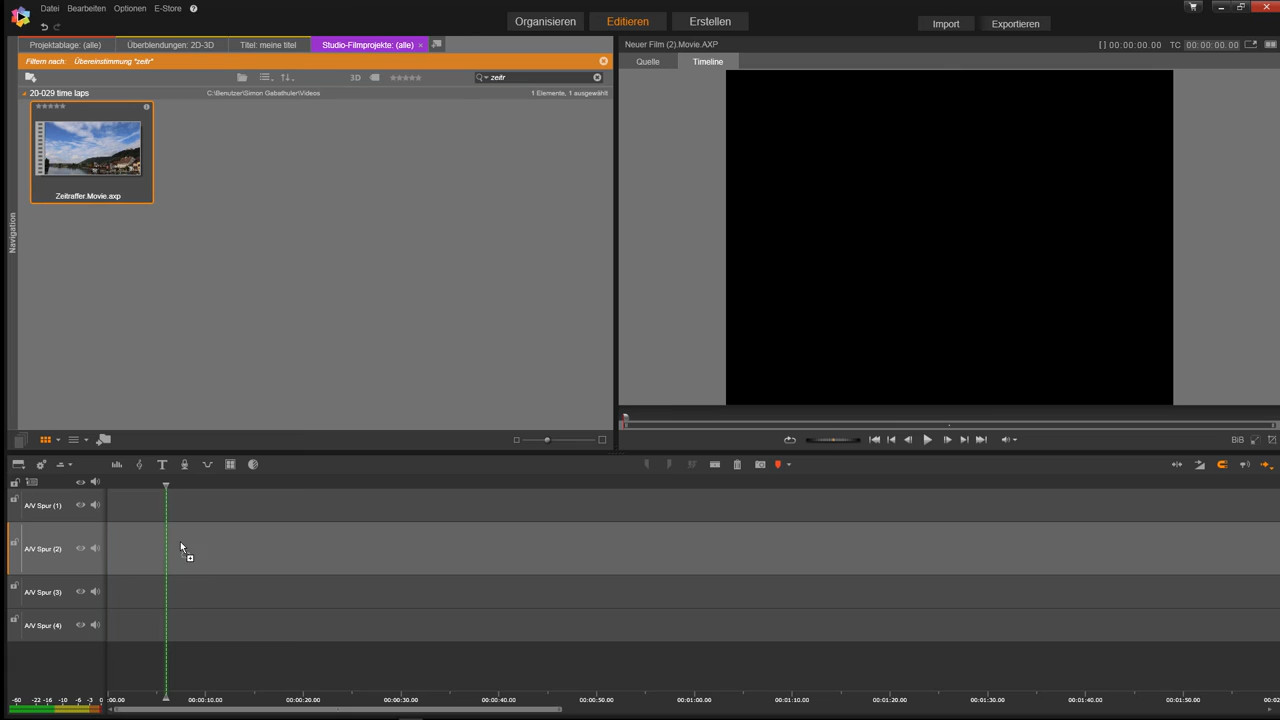 Datei Bearbeiten Optionen E-Store ?
Organisieren Editieren Erstellen Import Exportieren
Projektablage: (alle) Überblendungen: 2D-3D Titel: meine titel Studio-Filmprojekte: (alle) ×
Neuer Film (2).Movie.AXP [] 00:00:00.00 TC 00:00:00.00
Filtern nach: Übereinstimmung "zeitr"
Quelle Timeline
3D zeitr
20-029 time laps C:\Benutzer\Simon Gabathuler\Videos 1 Elemente, 1 ausgewählt
Zeitraffer.Movie.axp
Navigation
BiB
A/V Spur (1)
A/V Spur (2)
A/V Spur (3)
A/V Spur (4)
-60 -22 -16 -10 -6 -3 0 :00.00 00:00:10.00 00:00:20.00 00:00:30.00 00:00:40.00 00:00:50.00 00:01:00.00 00:01:10.00 00:01:20.00 00:01:30.00 00:01:40.00 00:01:50.00 00:02